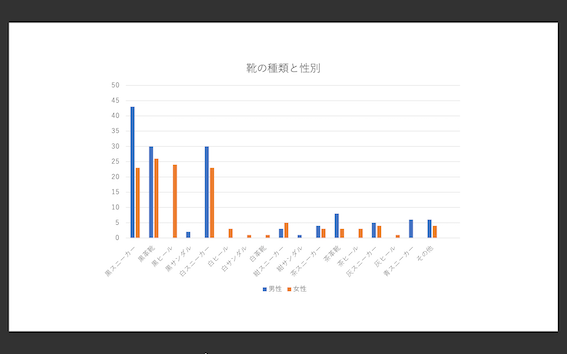 靴の種類と性別
50
45
40
35
30
25
20
15
10
5
0
黒スニーカー
黒革靴
黒ヒール
黒サンダル
白スニーカー
白ヒール
白サンダル
白革靴
紺スニーカー
紺サンダル
茶スニーカー
茶革靴
茶ヒール
灰スニーカー
灰ヒール
青スニーカー
その他
男性 女性